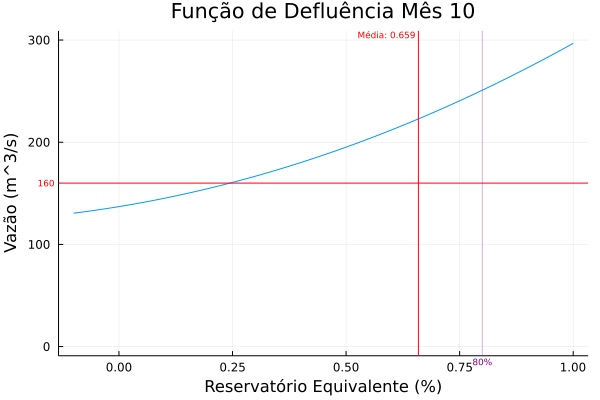 Função de Defluência Mês 10
Vazão (m^3/s)
300
200
100
0
160
Média: 0.659
0.00
0.25
0.50
0.75
80%
1.00
Reservatório Equivalente (%)